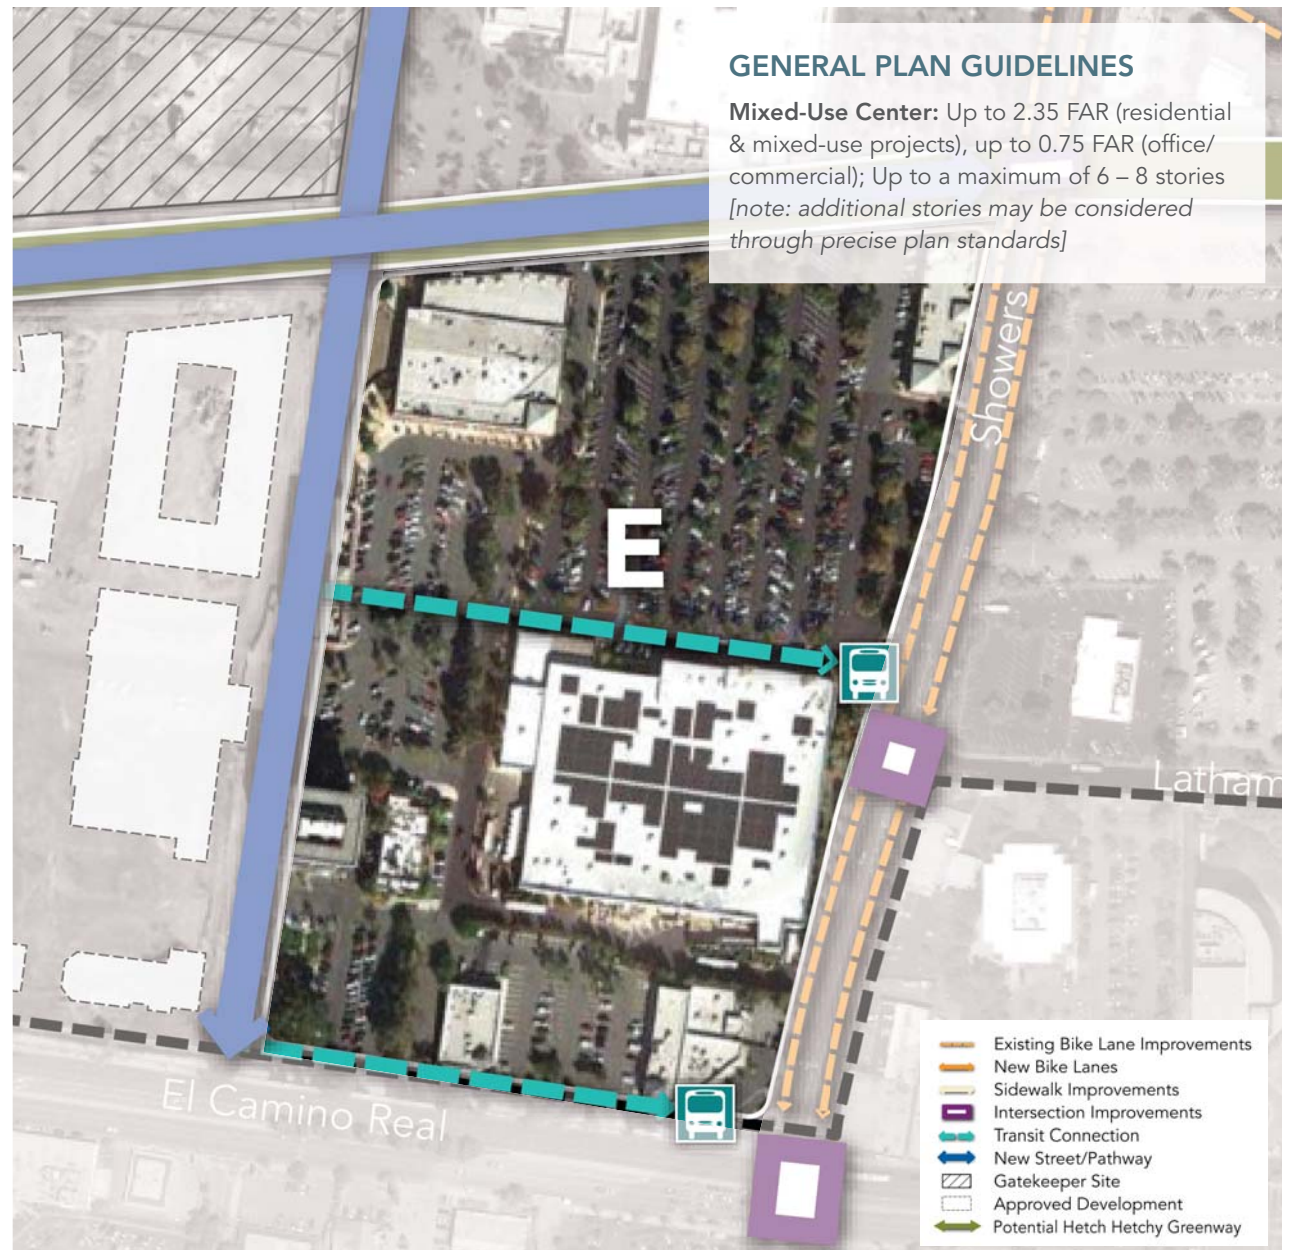 GENERAL PLAN GUIDELINES
Mixed-Use Center: Up to 2.35 FAR (residential
& mixed-use projects), up to 0.75 FAR (office/
commercial); Up to a maximum of 6 – 8 stories
[note: additional stories may be considered
through precise plan standards]
Showers
E
Latham
El Camino Real
Existing Bike Lane Improvements
New Bike Lanes
Sidewalk Improvements
Intersection Improvements
Transit Connection
New Street/Pathway
Gatekeeper Site
Approved Development
Potential Hetch Hetchy Greenway